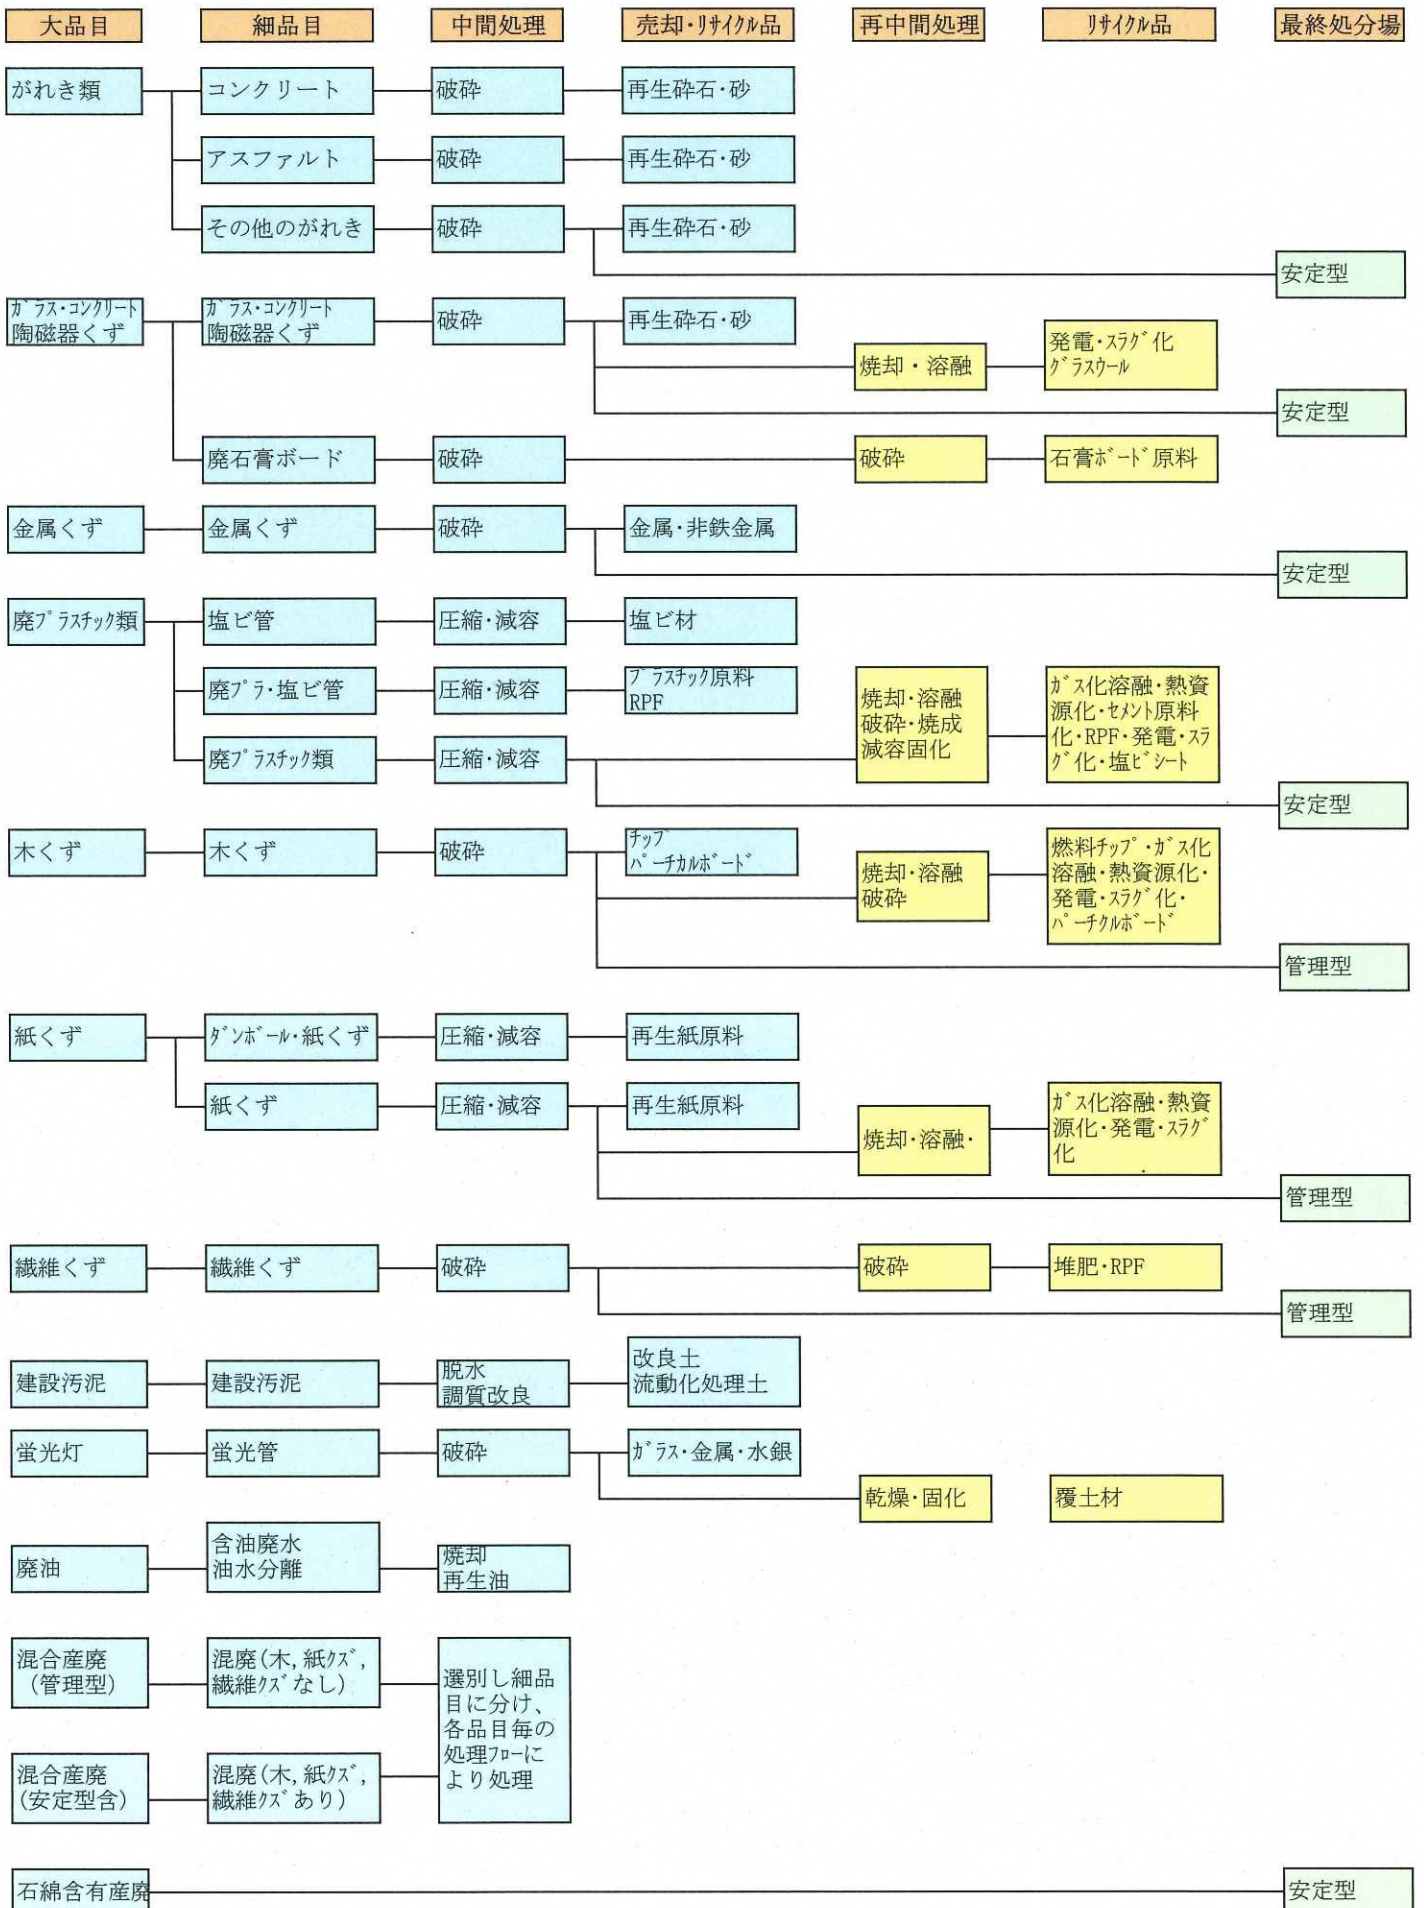 大品目
細品目
中間処理
売却・ﾘｻｲｸﾙ品
再中間処理
ﾘｻｲｸﾙ品
最終処分場
がれき類
コンクリート
破砕
再生砕石・砂
アスファルト
破砕
再生砕石・砂
その他のがれき
破砕
再生砕石・砂
安定型
ｶﾞﾗｽ・ｺﾝｸﾘｰﾄ
陶磁器くず
ｶﾞﾗｽ・ｺﾝｸﾘｰﾄ
陶磁器くず
破砕
再生砕石・砂
焼却・溶融
発電・ｽﾗｸﾞ化
ｸﾞﾗｽｳｰﾙ
安定型
廃石膏ボード
破砕
破砕
石膏ﾎﾞｰﾄﾞ原料
金属くず
金属くず
破砕
金属・非鉄金属
安定型
廃ﾌﾟﾗｽﾁｯｸ類
塩ビ管
圧縮・減容
塩ビ材
廃ﾌﾟﾗ・塩ビ管
圧縮・減容
ﾌﾟﾗｽﾁｯｸ原料
RPF
廃ﾌﾟﾗｽﾁｯｸ類
圧縮・減容
焼却・溶融
破砕・焼成
減容固化
ｶﾞｽ化溶融・熱資
源化・ｾﾒﾝﾄ原料
化・RPF・発電・ｽﾗ
ｸﾞ化・塩ﾋﾞｼｰﾄ
安定型
木くず
木くず
破砕
ﾁｯﾌﾟ
ﾊﾟｰﾁｶﾙﾎﾞｰﾄﾞ
焼却・溶融
破砕
燃料ﾁｯﾌﾟ・ｶﾞｽ化
溶融・熱資源化・
発電・ｽﾗｸﾞ化・
ﾊﾟｰﾁｸﾙﾎﾞｰﾄﾞ
管理型
紙くず
ﾀﾞﾝﾎﾞｰﾙ・紙くず
圧縮・減容
再生紙原料
紙くず
圧縮・減容
再生紙原料
焼却・溶融・
ｶﾞｽ化溶融・熱資
源化・発電・ｽﾗｸﾞ
化
管理型
繊維くず
繊維くず
破砕
破砕
堆肥・RPF
管理型
建設汚泥
建設汚泥
脱水
調質改良
改良土
流動化処理土
蛍光灯
蛍光管
破砕
ｶﾞﾗｽ・金属・水銀
乾燥・固化
覆土材
廃油
含油廃水
油水分離
焼却
再生油
混合産廃
（管理型）
混廃(木,紙ｸｽﾞ,
繊維ｸｽﾞなし)
選別し細品
目に分け、
各品目毎の
処理ﾌﾛｰに
より処理
混合産廃
(安定型含)
混廃(木,紙ｸｽﾞ,
繊維ｸｽﾞあり)
石綿含有産廃
安定型